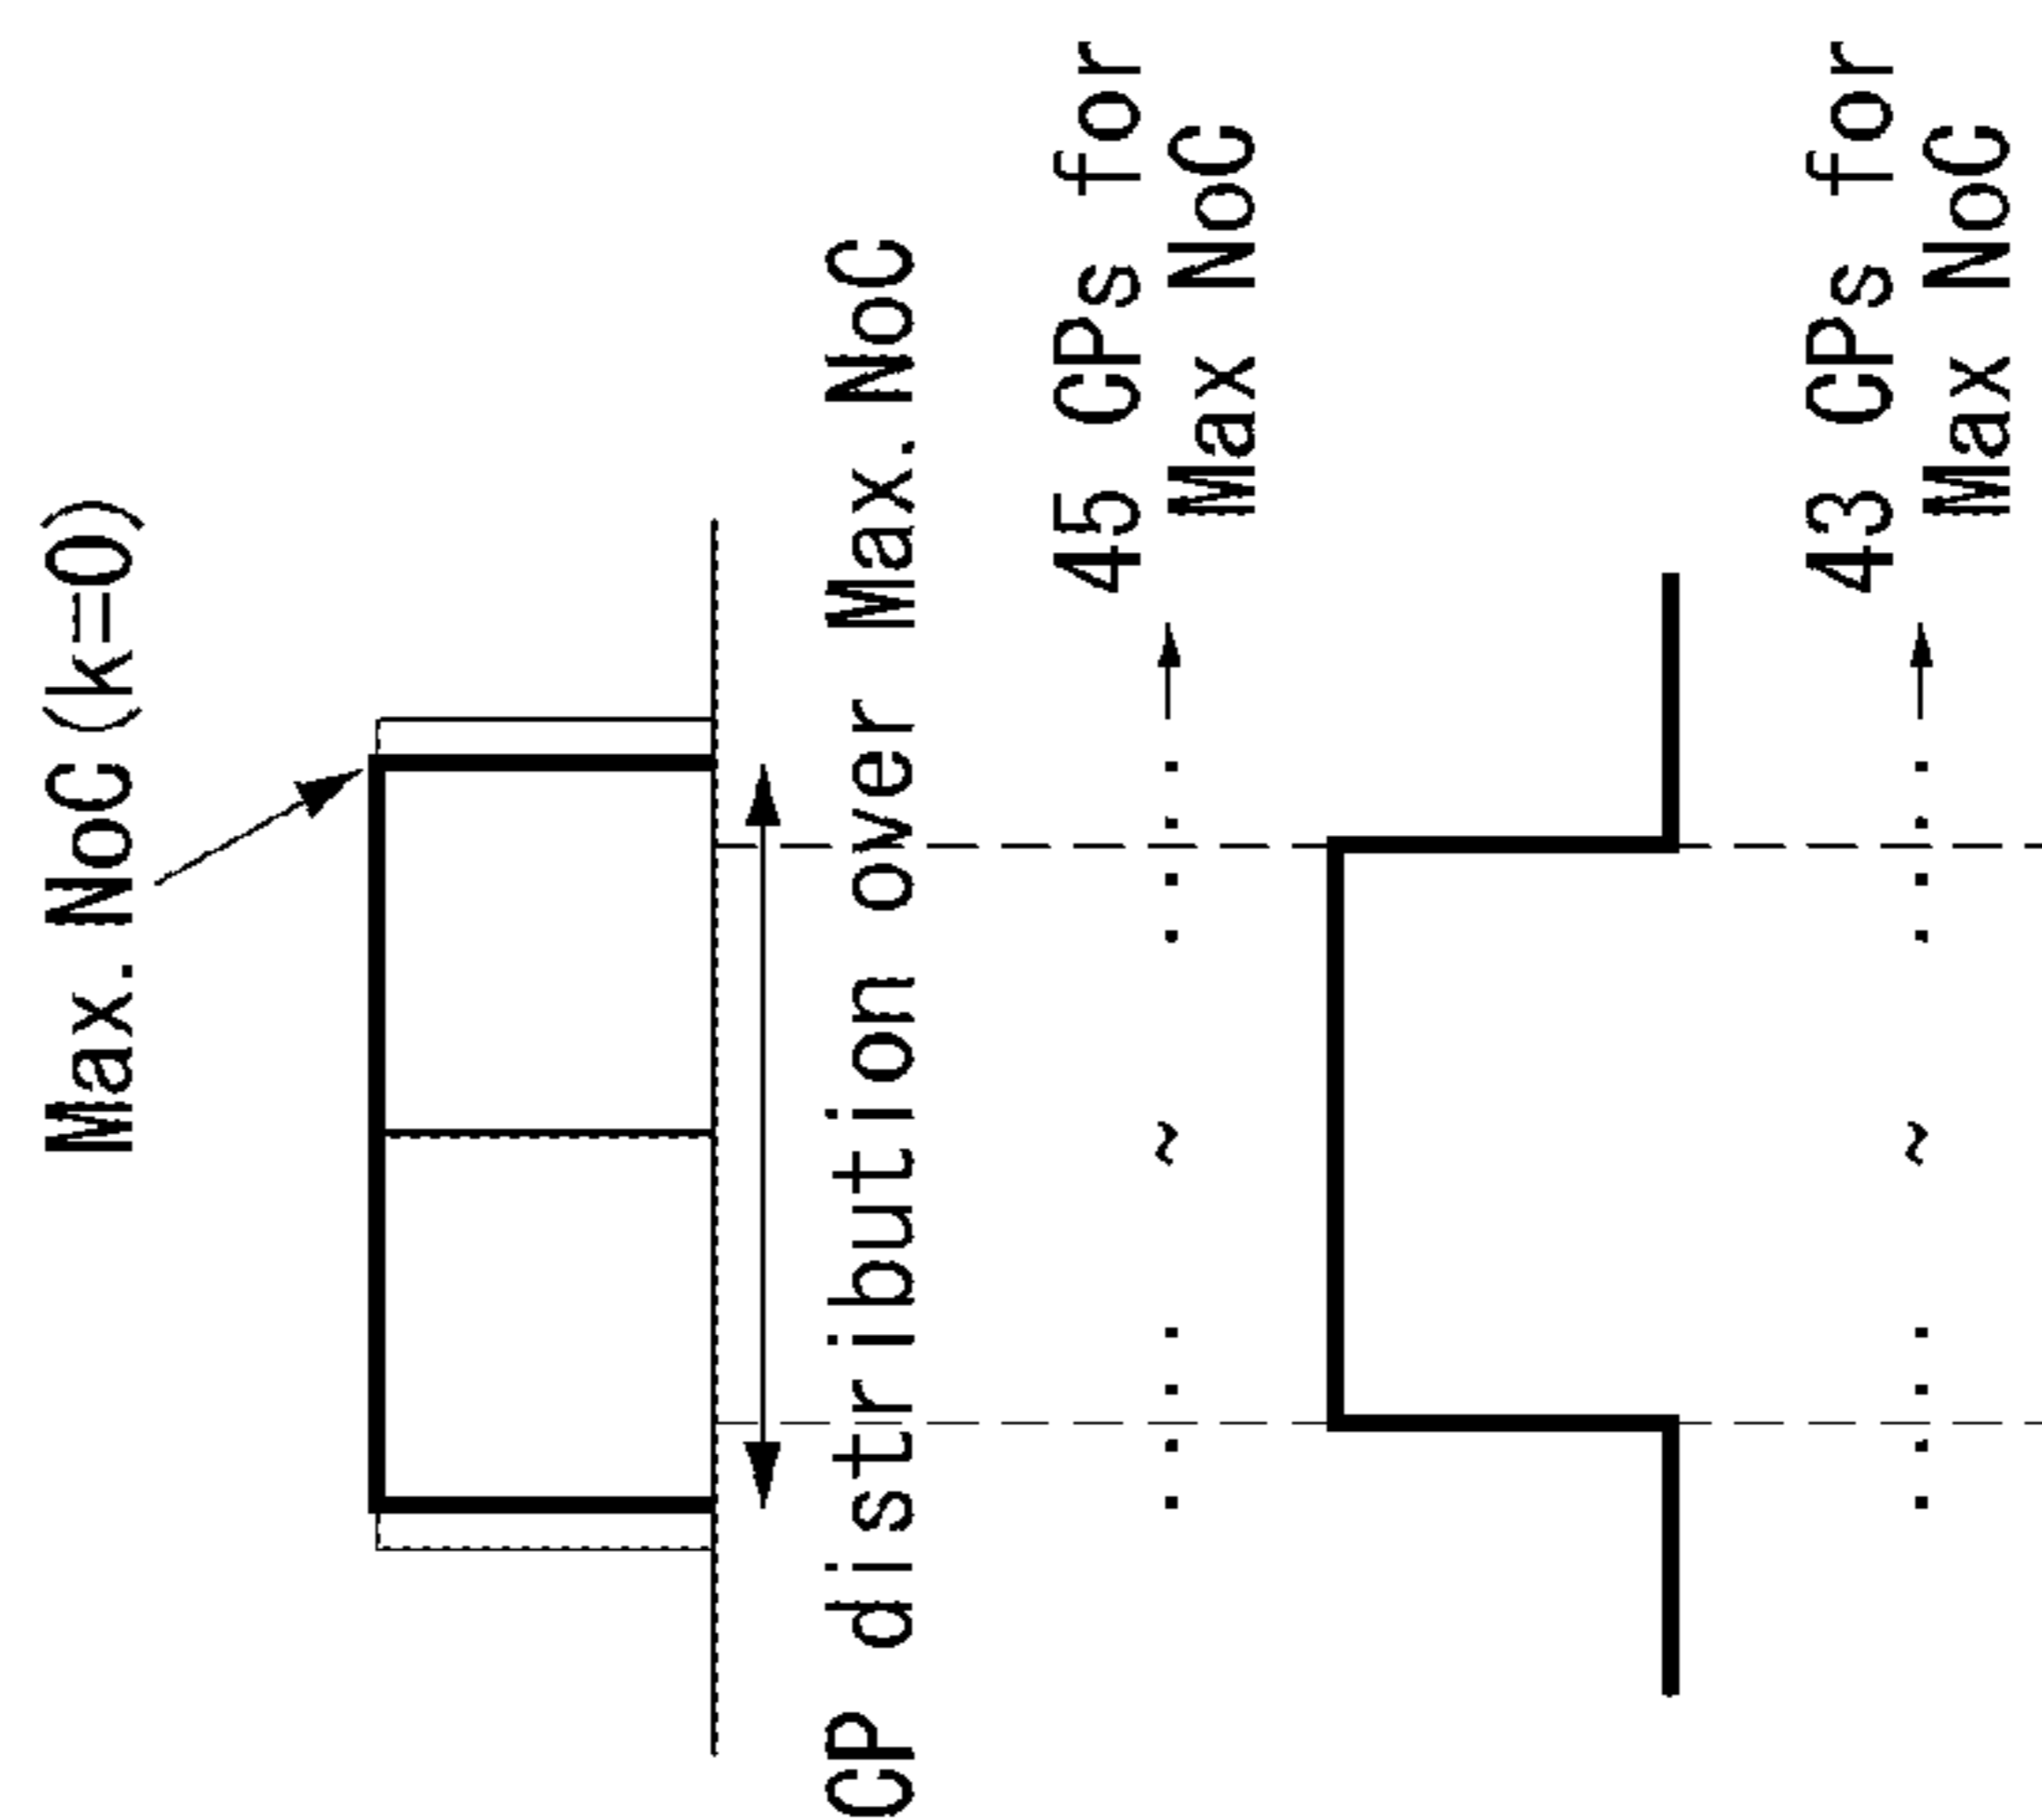 Max. NoC (k=0)
CP distribution over Max. NoC
45 CPs for
Max NoC
~
43 CPs for
Max NoC
~